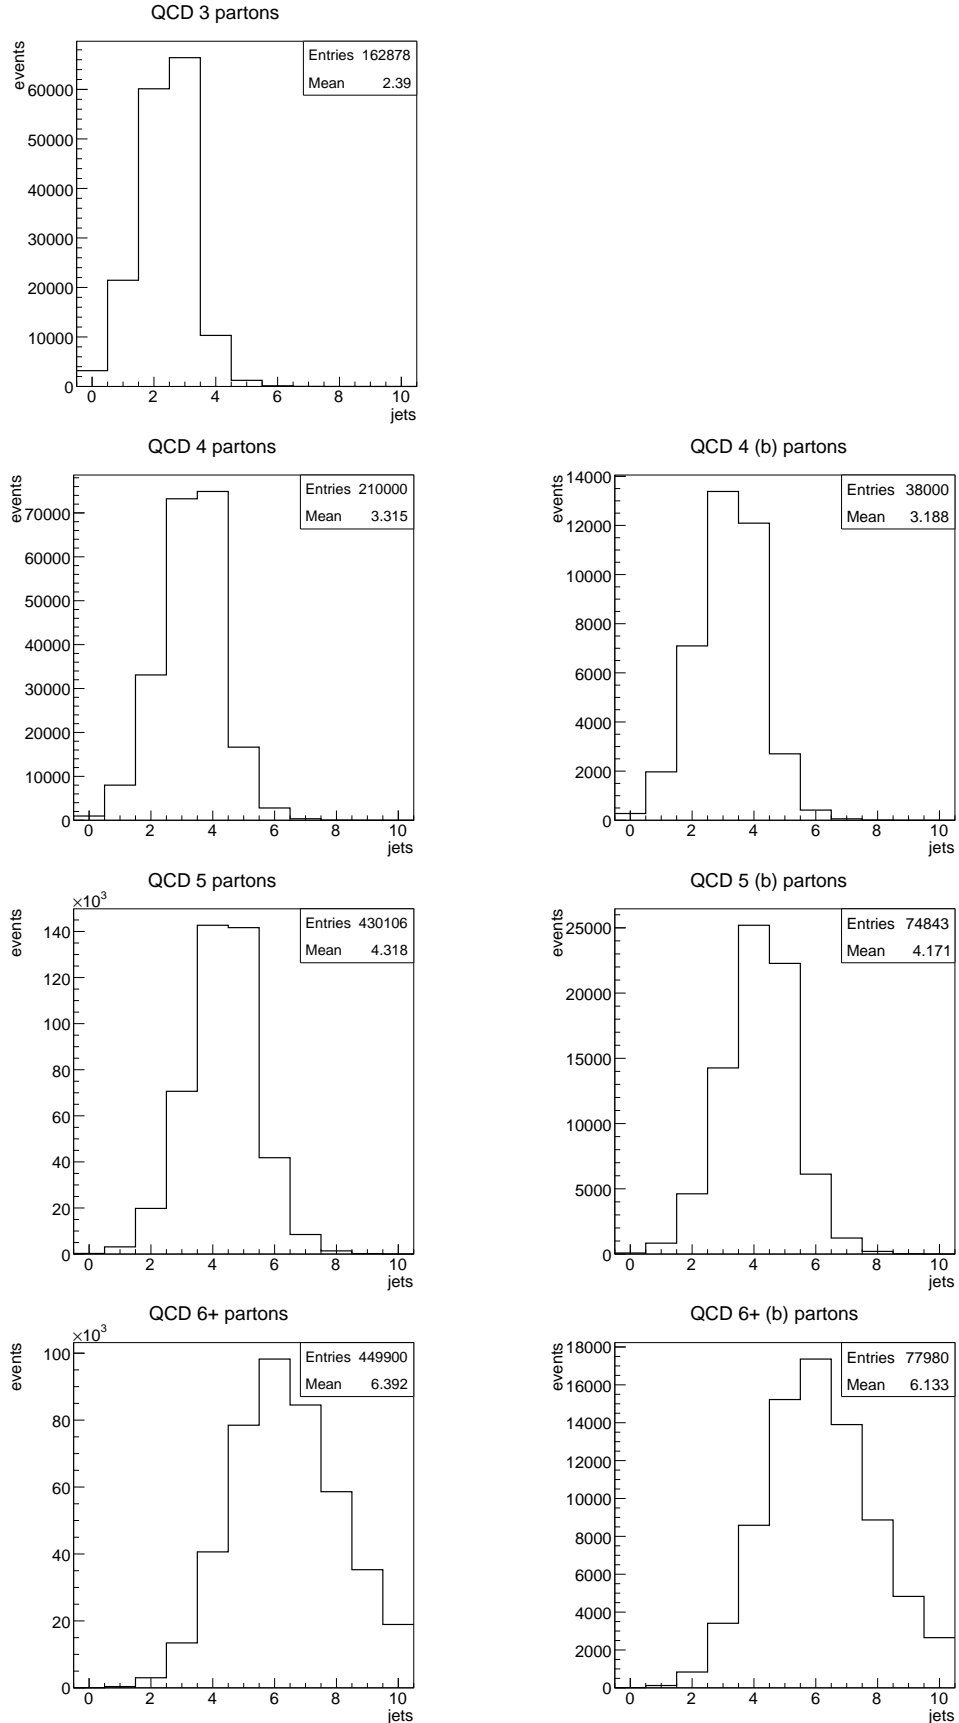 QCD 3 partons
events
Entries 162878
Mean 2.39
60000
50000
40000
30000
20000
10000
0
0 2 4 6 8 10
jets
QCD 4 partons
events
Entries 210000
Mean 3.315
70000
60000
50000
40000
30000
20000
10000
0
0 2 4 6 8 10
jets
QCD 4 (b) partons
events
Entries 38000
Mean 3.188
14000
12000
10000
8000
6000
4000
2000
0
0 2 4 6 8 10
jets
QCD 5 partons
×10³
events
Entries 430106
Mean 4.318
140
120
100
80
60
40
20
0
0 2 4 6 8 10
jets
QCD 5 (b) partons
events
Entries 74843
Mean 4.171
25000
20000
15000
10000
5000
0
0 2 4 6 8 10
jets
QCD 6+ partons
×10³
events
Entries 449900
Mean 6.392
100
80
60
40
20
0
0 2 4 6 8 10
jets
QCD 6+ (b) partons
events
Entries 77980
Mean 6.133
18000
16000
14000
12000
10000
8000
6000
4000
2000
0
0 2 4 6 8 10
jets